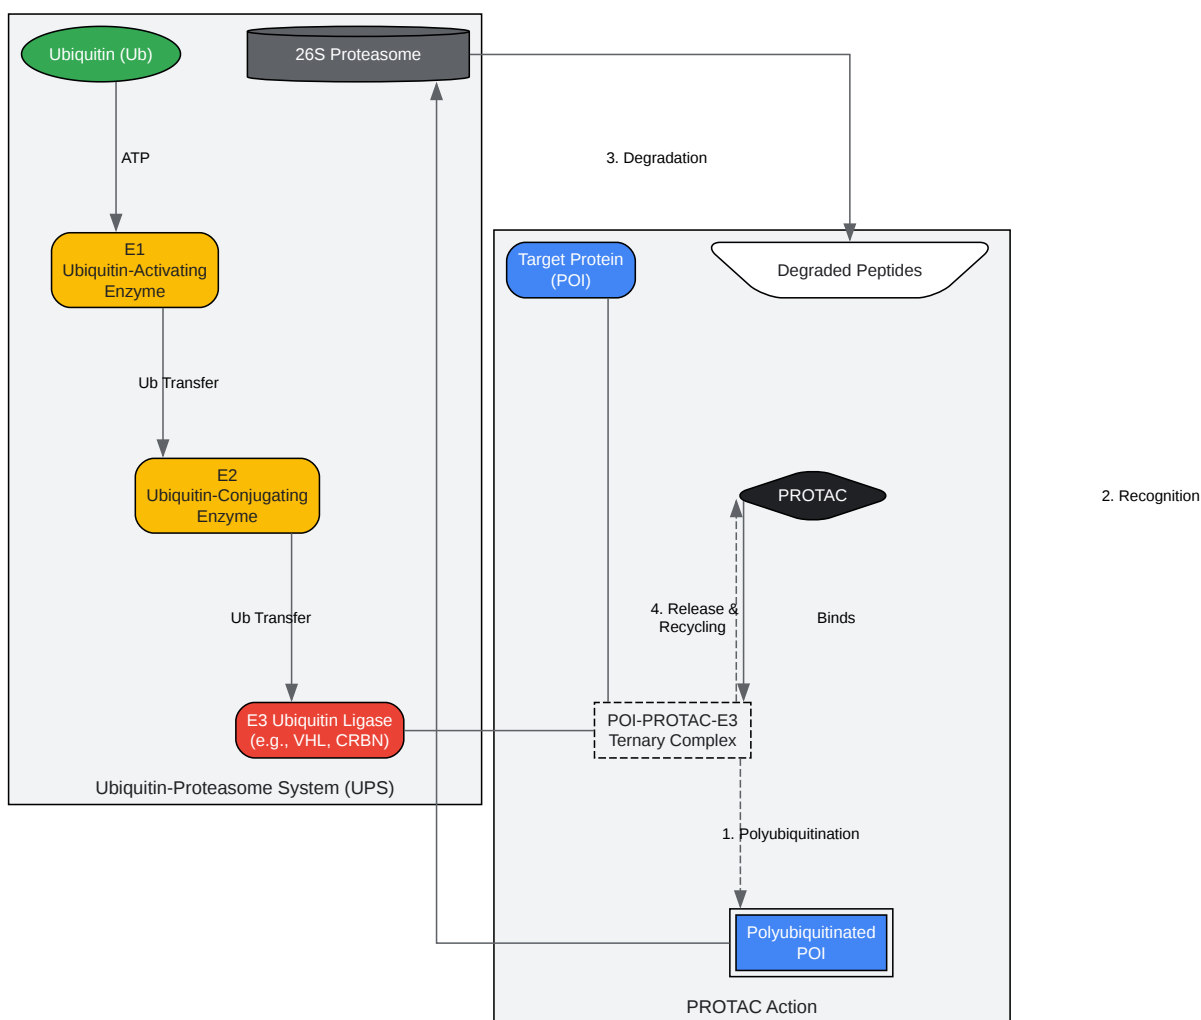 Ubiquitin (Ub)
26S Proteasome
ATP
3. Degradation
E1
Ubiquitin-Activating
Enzyme
Target Protein
(POI)
Degraded Peptides
Ub Transfer
E2
Ubiquitin-Conjugating
Enzyme
PROTAC
2. Recognition
Ub Transfer
4. Release &
Recycling
Binds
E3 Ubiquitin Ligase
(e.g., VHL, CRBN)
POI-PROTAC-E3
Ternary Complex
Ubiquitin-Proteasome System (UPS)
1. Polyubiquitination
Polyubiquitinated
POI
PROTAC Action